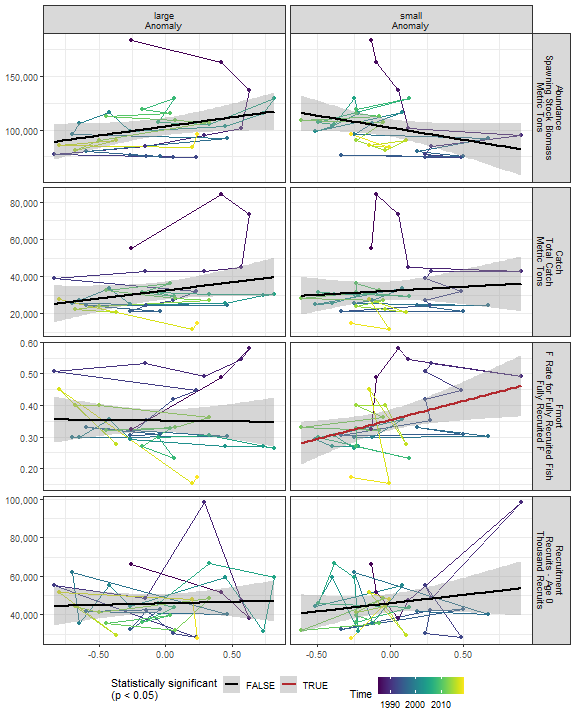 large
Anomaly
small
Anomaly
150,000
100,000
Abundance
Spawning Stock Biomass
Metric Tons
80,000
60,000
40,000
20,000
Catch
Total Catch
Metric Tons
0.60
0.50
0.40
0.30
0.20
Fmort
F Rate for Fully Recruited Fish
Fully Recruited F
100,000
80,000
60,000
40,000
Recruitment
Recruits - Age 0
Thousand Recruits
-0.50 0.00 0.50 -0.50 0.00 0.50
Statistically significant
(p < 0.05)
FALSE TRUE
Time
1990 2000 2010